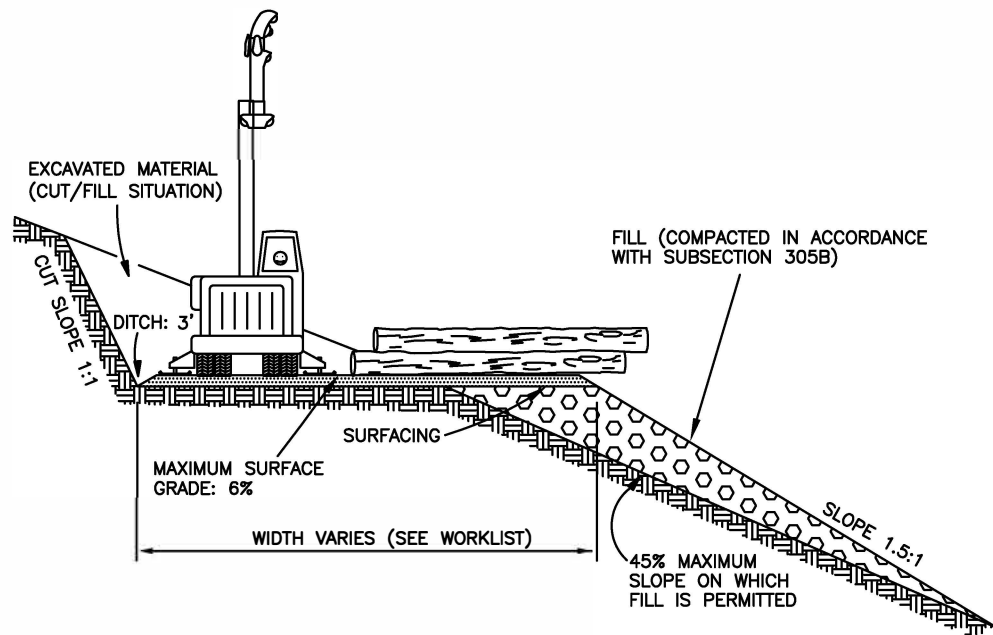 EXCAVATED MATERIAL
(CUT/FILL SITUATION)
FILL (COMPACTED IN ACCORDANCE
WITH SUBSECTION 305B)
CUT SLOPE 1:1
DITCH: 3'
SURFACING
MAXIMUM SURFACE
GRADE: 6%
SLOPE 1.5:1
WIDTH VARIES (SEE WORKLIST)
45% MAXIMUM
SLOPE ON WHICH
FILL IS PERMITTED